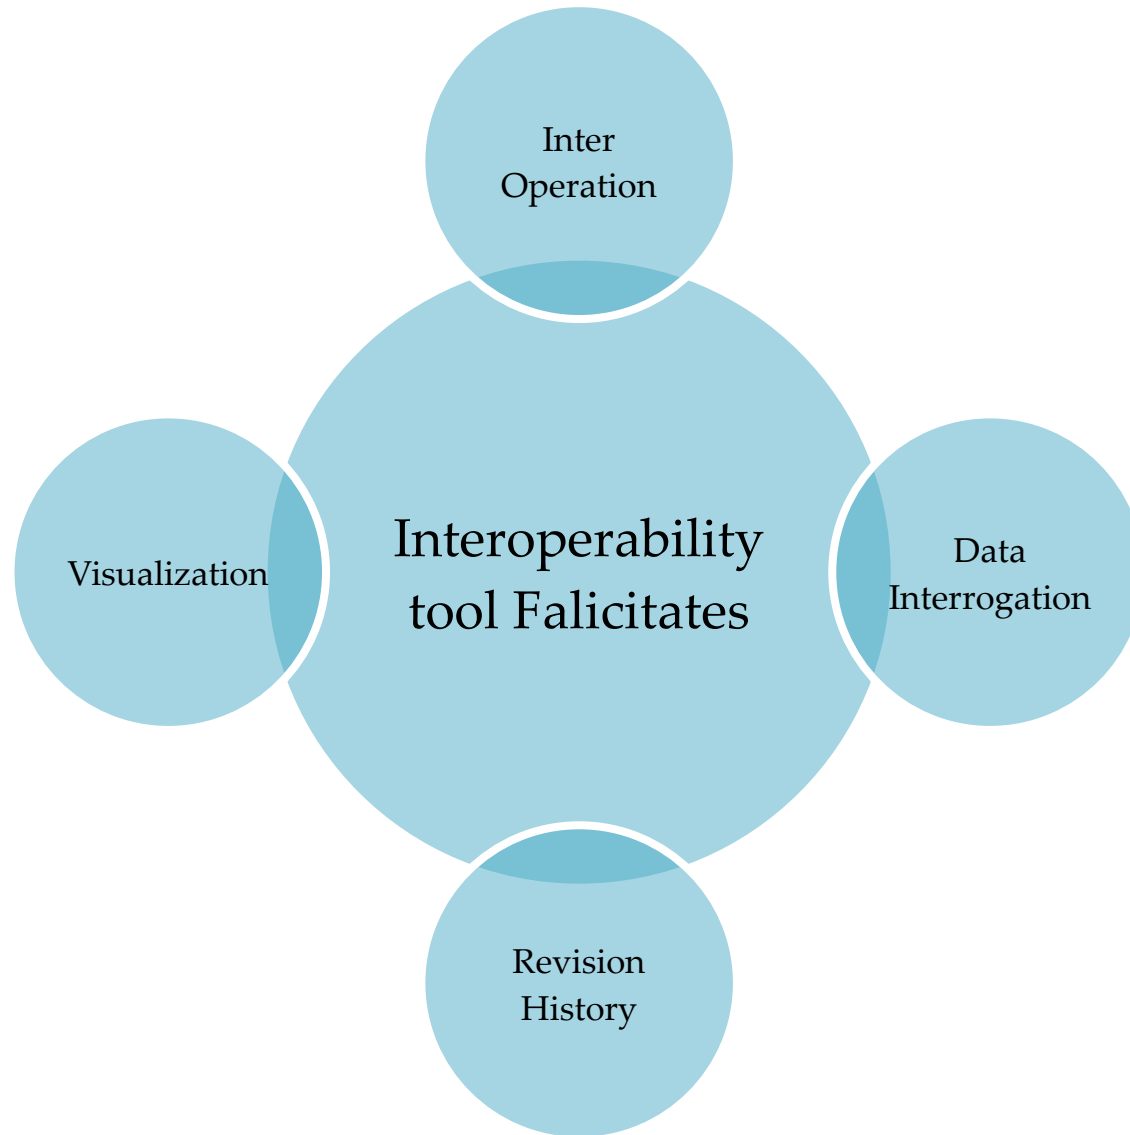 Inter
Operation
Visualization
Interoperability
tool Falicitates
Data
Interrogation
Revision
History